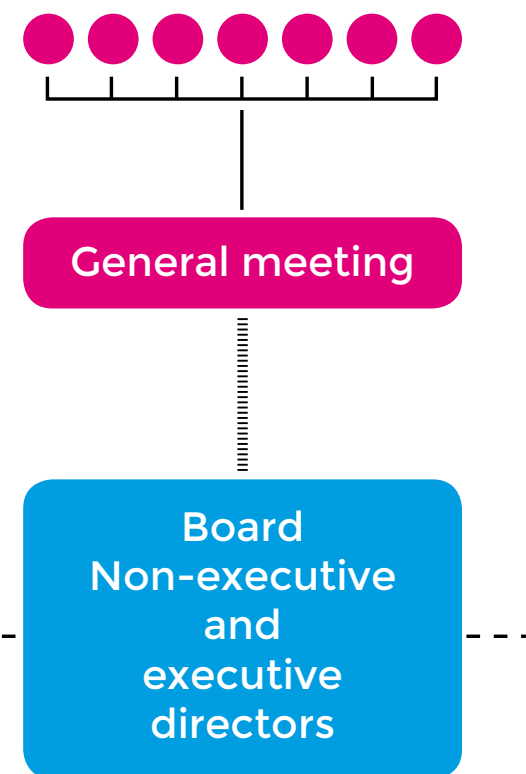 General meeting
Board
Non-executive
and
executive
directors